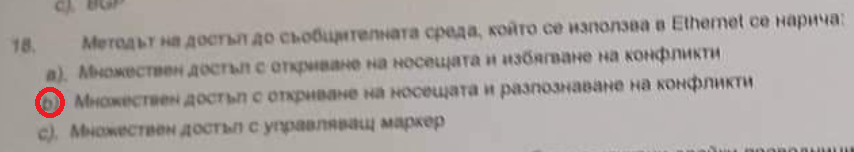 c). BGP
18. Методът на достъп до съобщителната среда, който се използва в Ethernet се нарича:
a). Множествен достъп с откриване на носещата и избягване на конфликти
b). Множествен достъп с откриване на носещата и разпознаване на конфликти
c). Множествен достъп с управляващ маркер